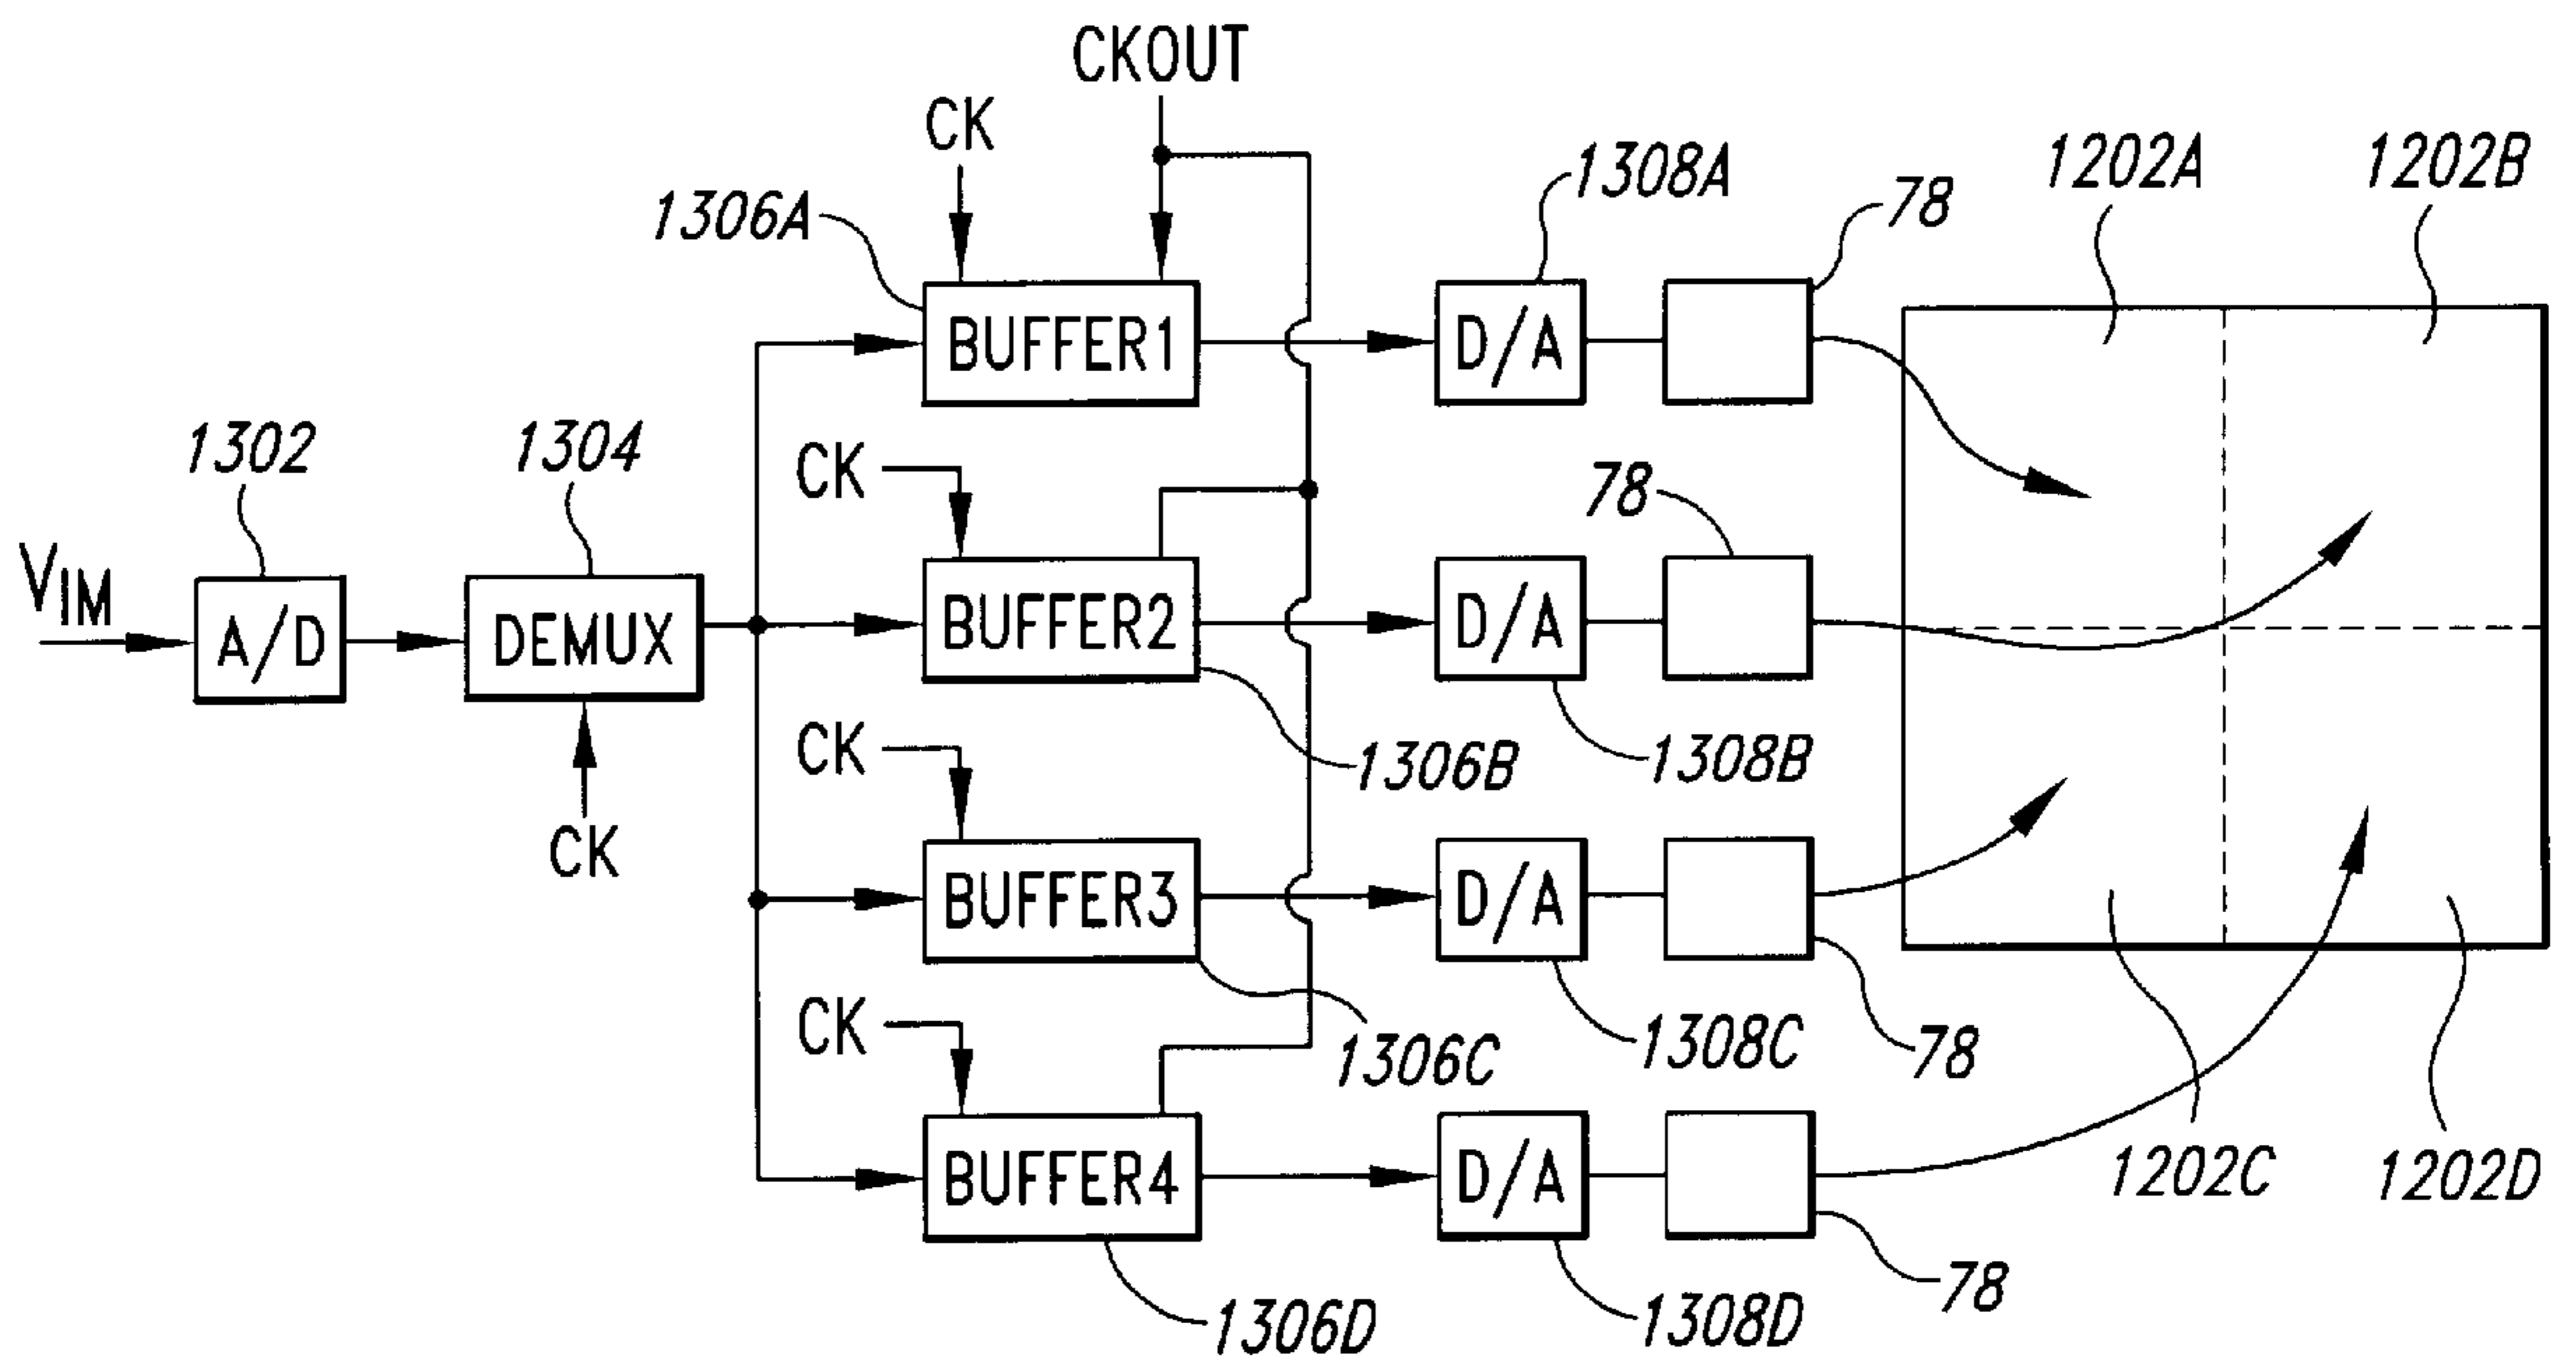 CKOUT
CK
1306A
1308A
78
1202A
1202B
BUFFER1
D/A
1302
1304
CK
78
VIM
A/D
DEMUX
BUFFER2
D/A
CK
1306B
1308B
CK
BUFFER3
D/A
CK
1306C
1308C
78
1202C
1202D
BUFFER4
D/A
78
1306D
1308D